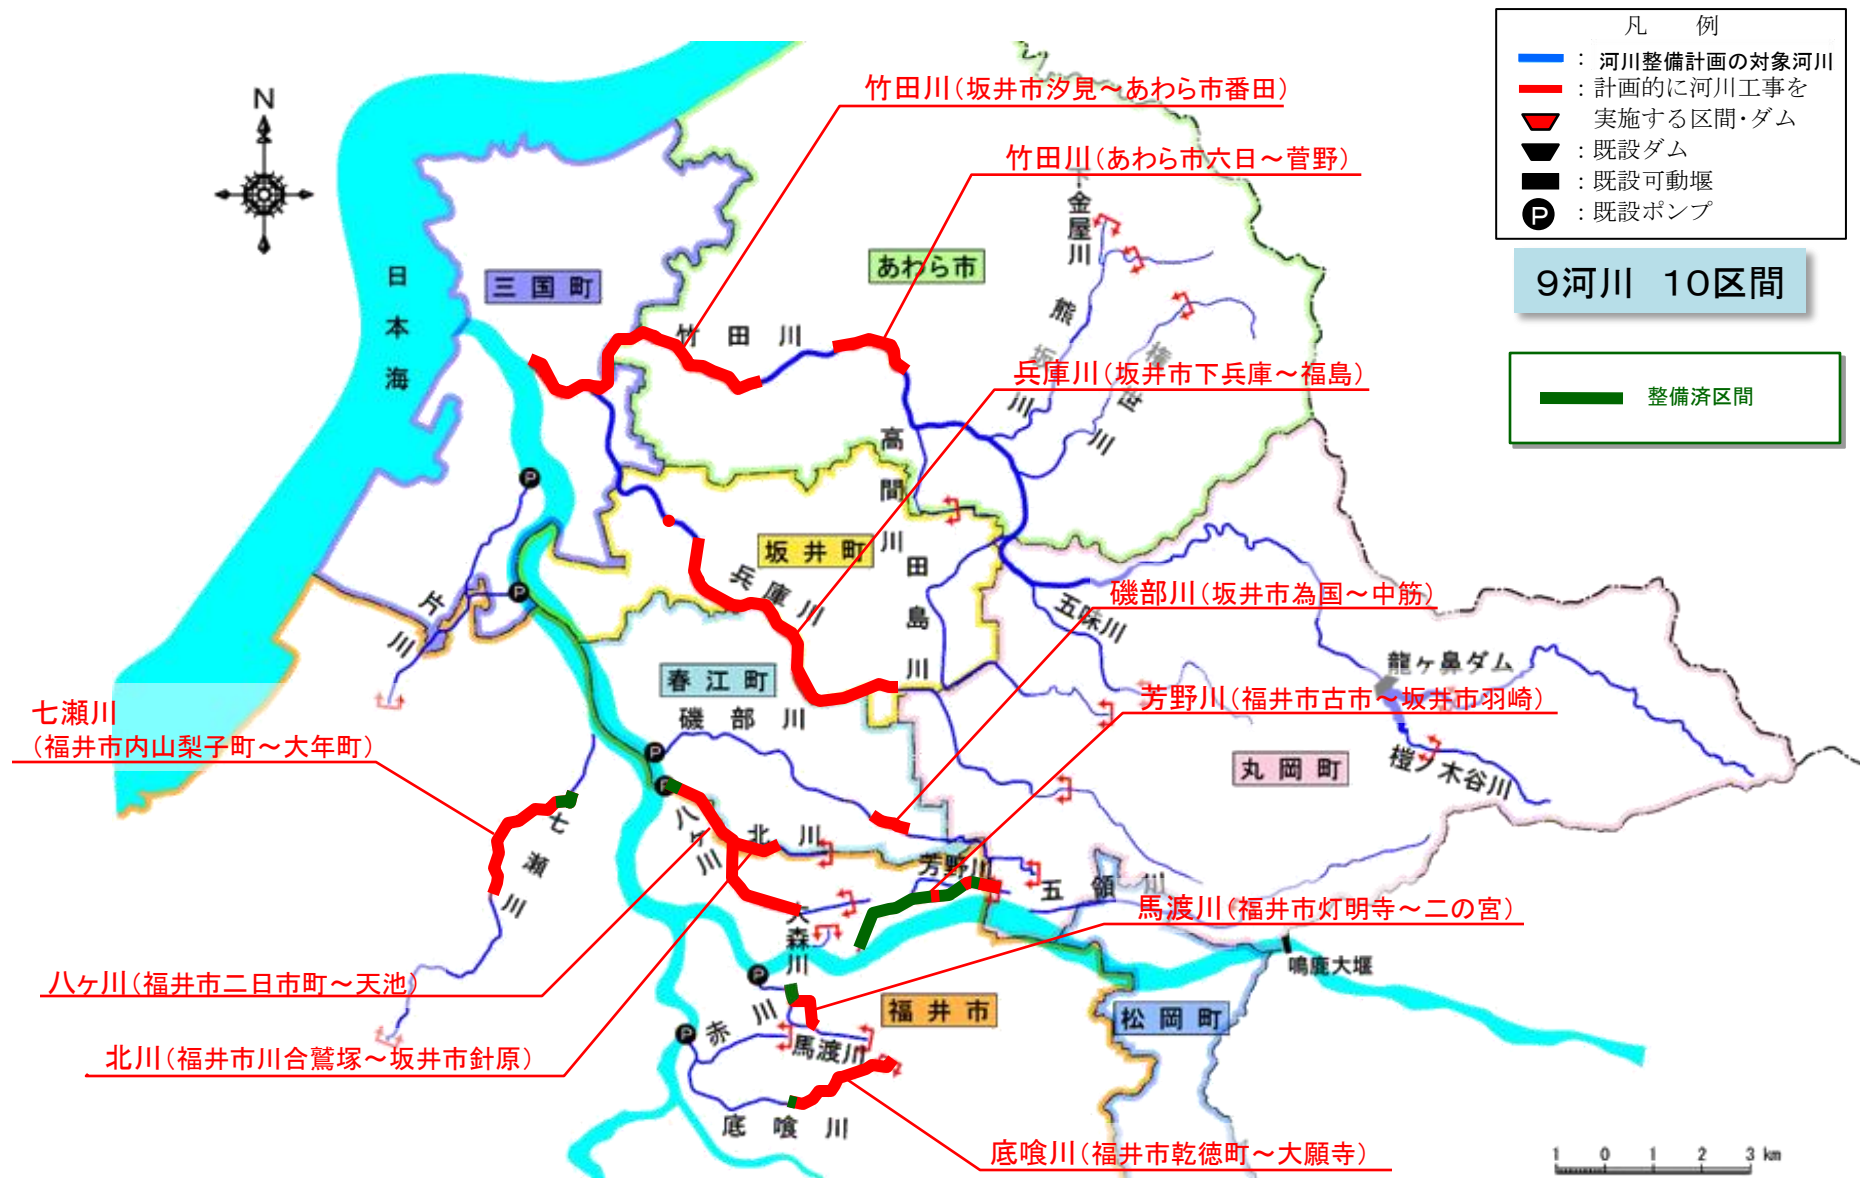 凡 例
： 河川整備計画の対象河川
：計画的に河川工事を
実施する区間・ダム
：既設ダム
：既設可動堰
P ：既設ポンプ
9河川 10区間
整備済区間
N
竹田川(坂井市汐見～あわら市番田)
竹田川(あわら市六日～菅野)
下金屋川
あわら市
三国町
日本海
熊坂川
権世川
竹田川
兵庫川(坂井市下兵庫～福島)
高間川
P
坂井町
田島川
兵庫川
磯部川(坂井市為国～中筋)
五味川
P
片川
春江町
龍ヶ鼻ダム
芳野川(福井市古市～坂井市羽崎)
磯部川
七瀬川
(福井市内山梨子町～大年町)
P
丸岡町
橙ノ木谷川
P
八ヶ川
北川
七瀬川
芳野川
五領川
馬渡川(福井市灯明寺～二の宮)
大森川
鳴鹿大堰
八ヶ川(福井市二日市町～天池)
P
福井市
松岡町
赤川
P
馬渡川
北川(福井市川合鷲塚～坂井市針原)
底喰川
底喰川(福井市乾徳町～大願寺)
1 0 1 2 3 km